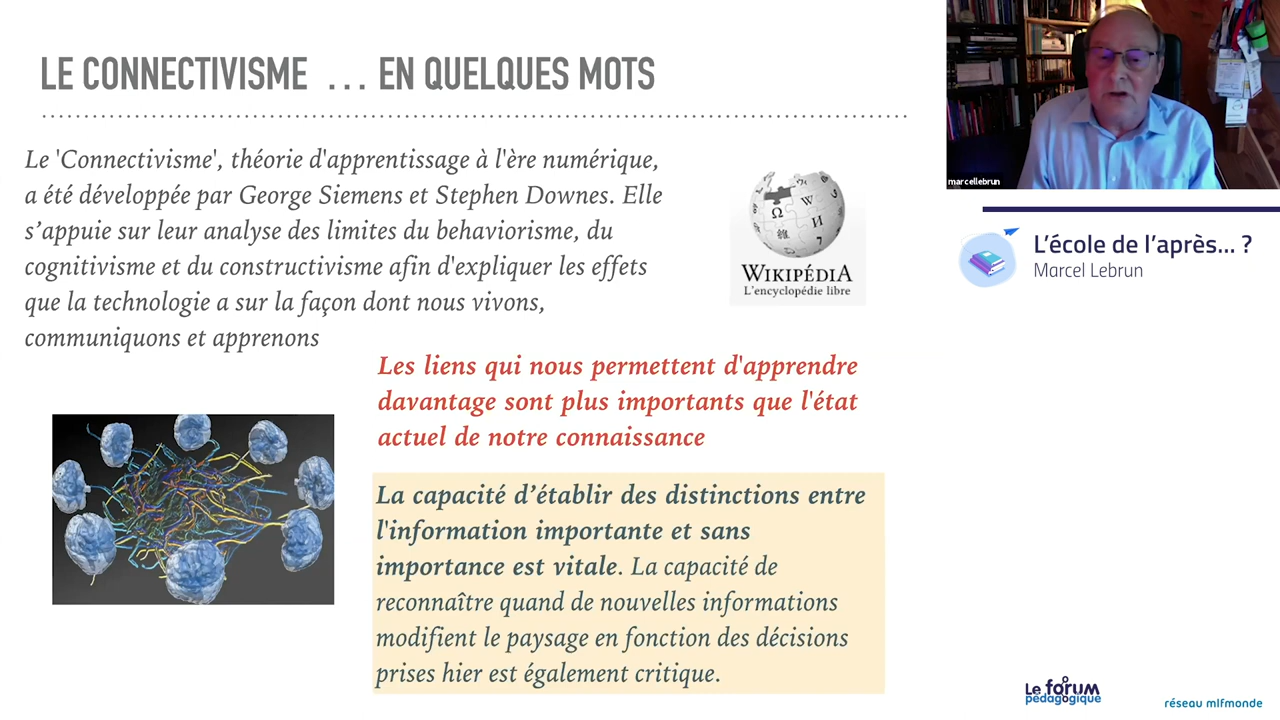 LE CONNECTIVISME ... EN QUELQUES MOTS
Le 'Connectivisme', théorie d'apprentissage à l'ère numérique,
a été développée par George Siemens et Stephen Downes. Elle
s’appuie sur leur analyse des limites du behaviorisme, du
cognitivisme et du constructivisme afin d'expliquer les effets
que la technologie a sur la façon dont nous vivons,
communiquons et apprenons
Ω
W
И
WIKIPÉDIA
L'encyclopédie libre
Les liens qui nous permettent d'apprendre
davantage sont plus importants que l'état
actuel de notre connaissance
La capacité d’établir des distinctions entre
l'information importante et sans
importance est vitale. La capacité de
reconnaître quand de nouvelles informations
modifient le paysage en fonction des décisions
prises hier est également critique.
marcellebrun
L’école de l’après... ?
Marcel Lebrun
Le forum
pédagogique
réseau mlfmonde